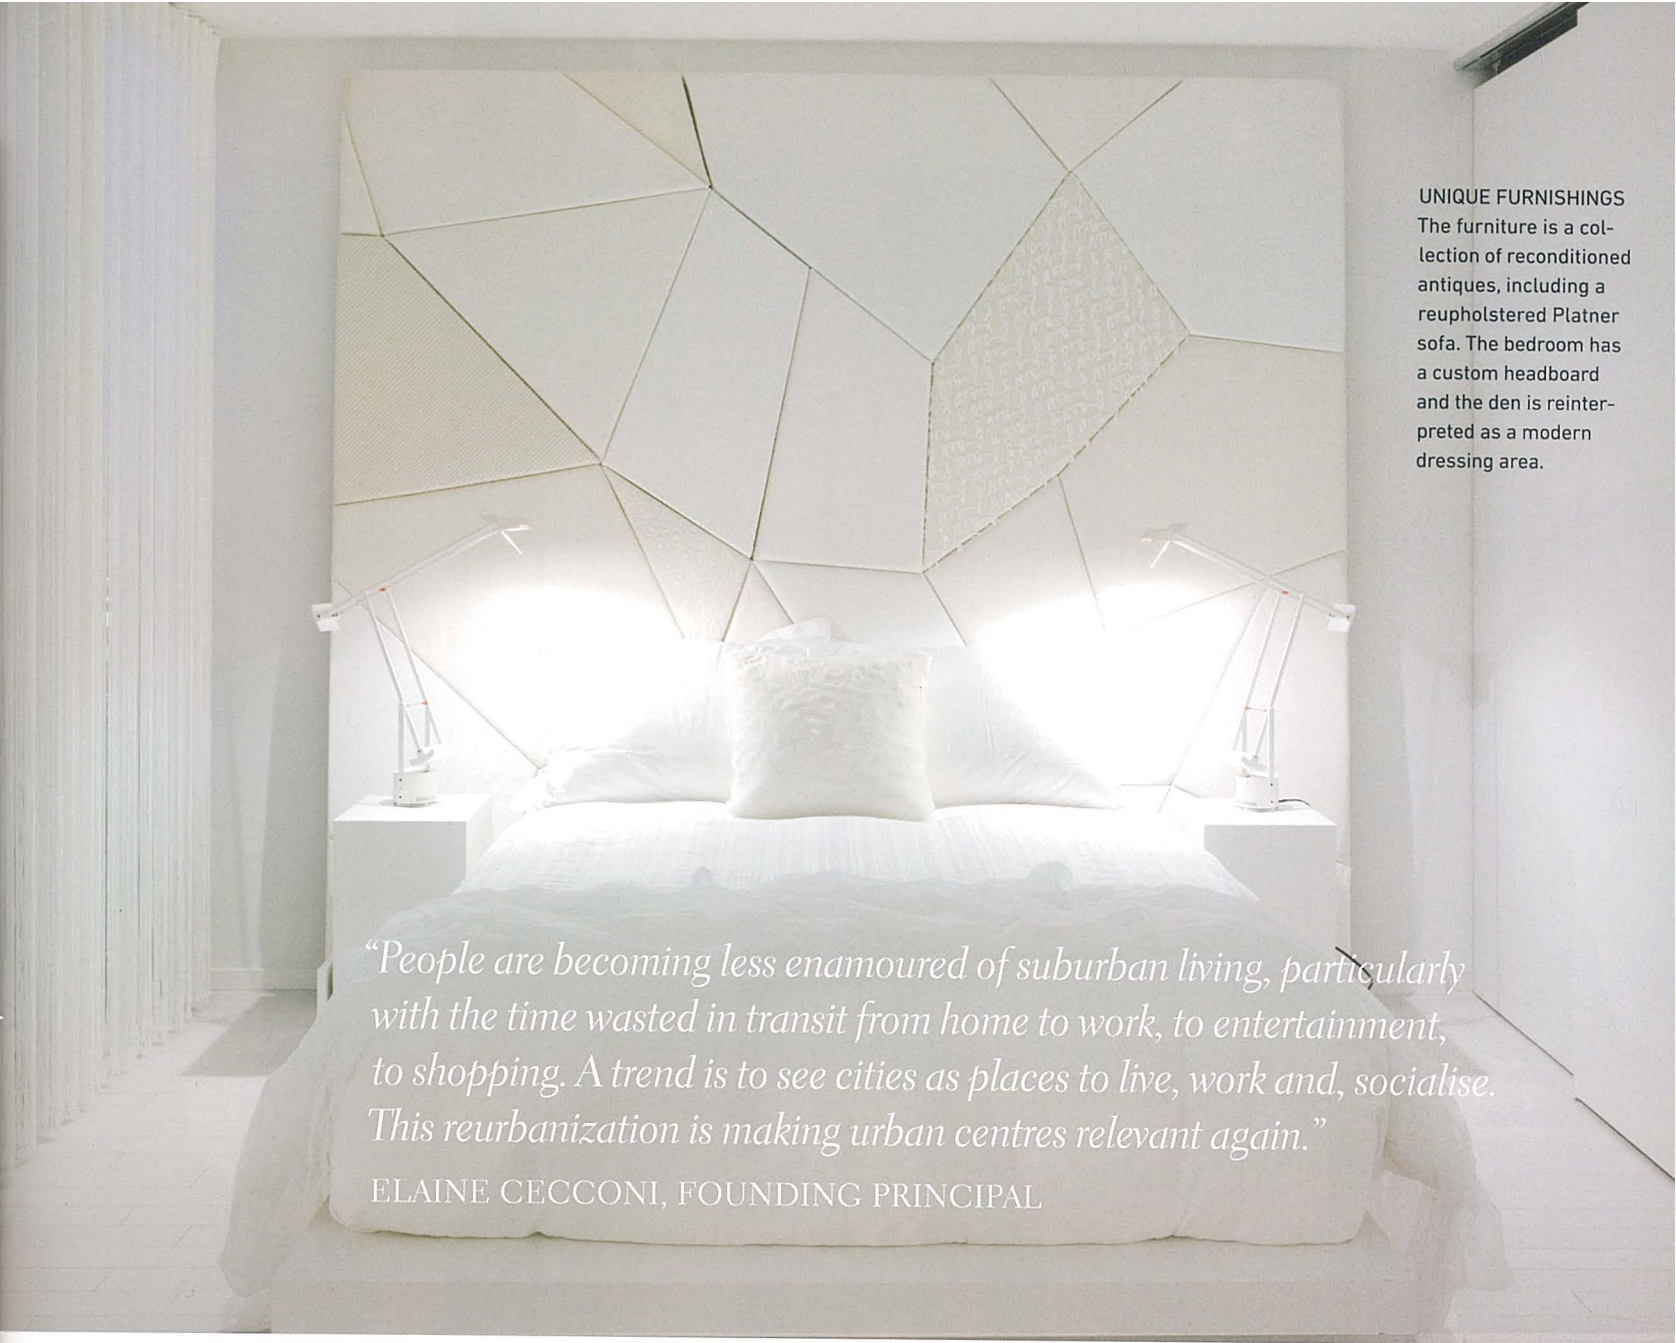 UNIQUE FURNISHINGS
The furniture is a col-
lection of reconditioned
antiques, including a
reupholstered Platner
sofa. The bedroom has
a custom headboard
and the den is reinter-
preted as a modern
dressing area.
“People are becoming less enamoured of suburban living, particularly
with the time wasted in transit from home to work, to entertainment,
to shopping. A trend is to see cities as places to live, work and, socialise.
This reurbanization is making urban centres relevant again.”
ELAINE CECCONI, FOUNDING PRINCIPAL